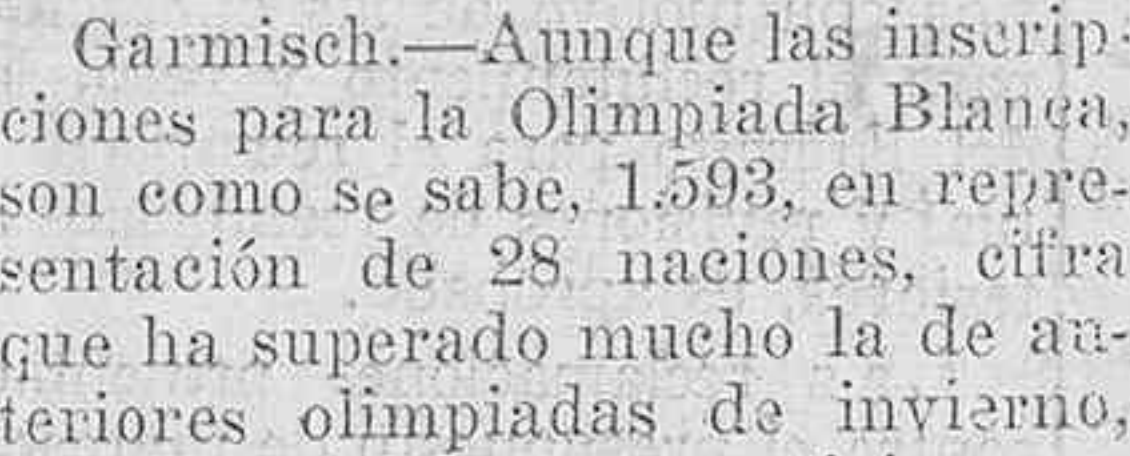 Garmisch.—Aunque las inscrip-
ciones para la Olimpiada Blanca,
son como se sabe, 1.593, en repre-
sentación de 28 naciones, cifra
que ha superado mucho la de an-
teriores olimpiadas de invierno,